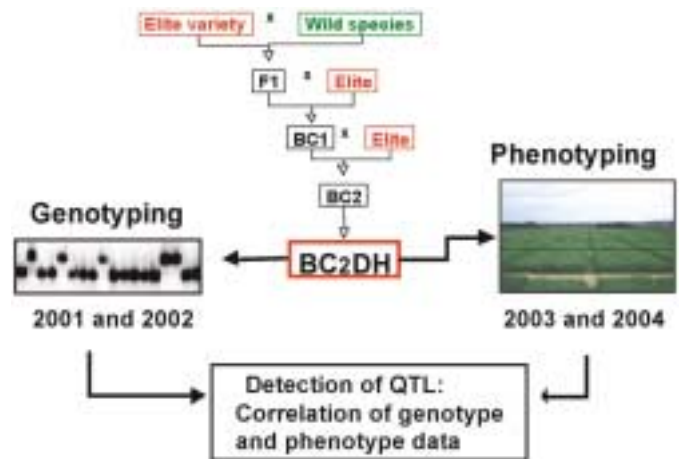 Elite variety x Wild species
F1 x Elite
BC1 x Elite
BC2
Phenotyping
Genotyping
BC2DH
2001 and 2002
2003 and 2004
Detection of QTL:
Correlation of genotype
and phenotype data